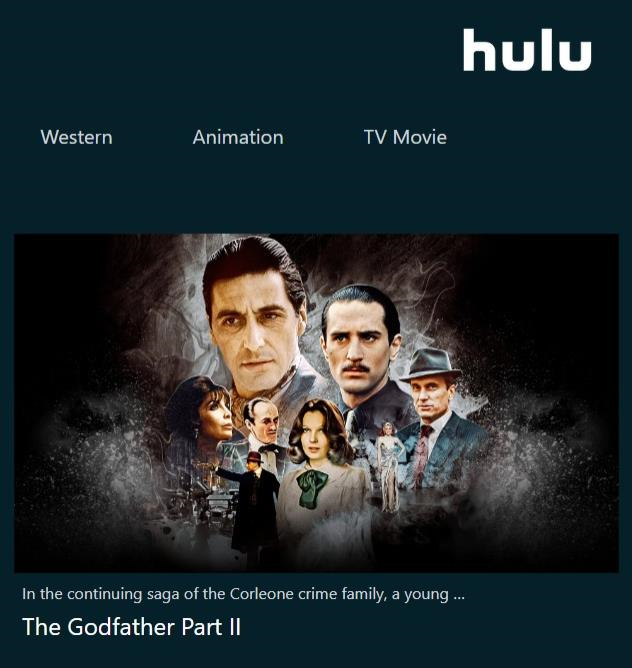 hulu
Western Animation TV Movie
In the continuing saga of the Corleone crime family, a young ...
The Godfather Part II